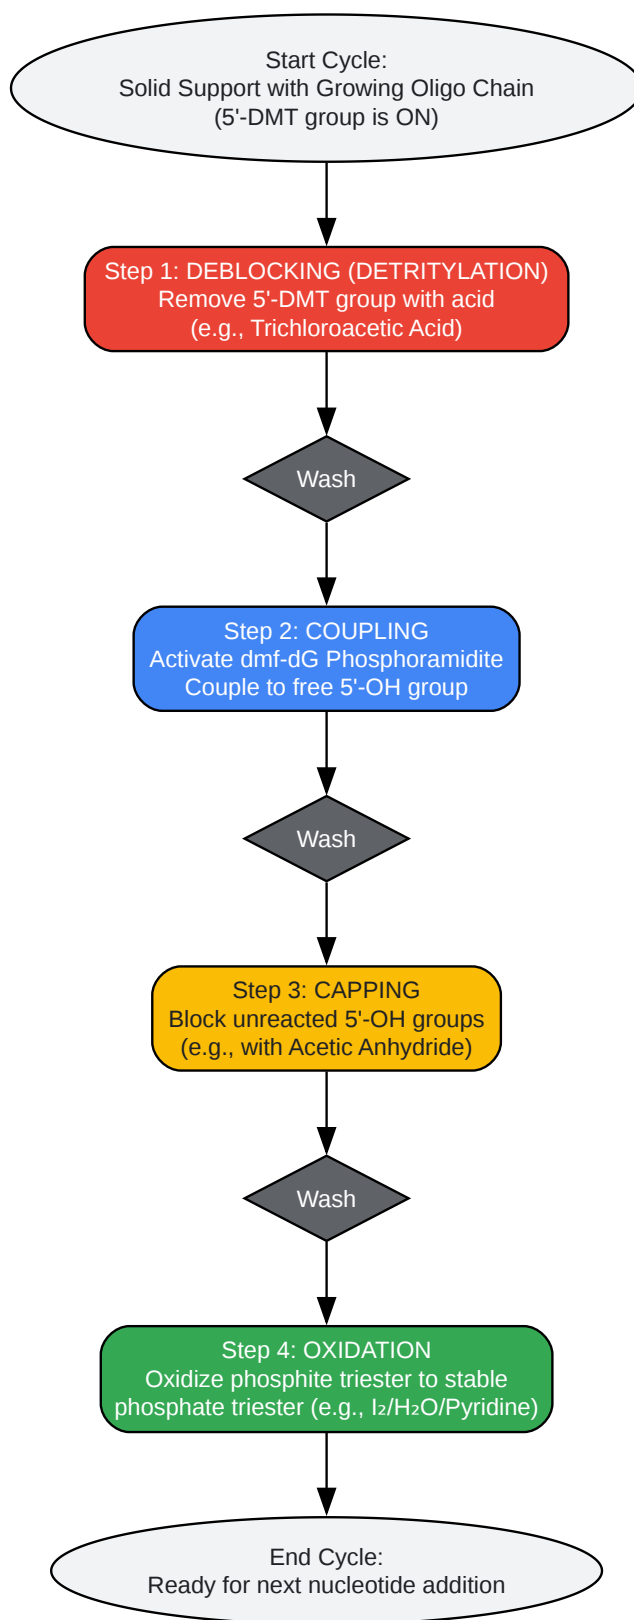 Start Cycle:
Solid Support with Growing Oligo Chain
(5'-DMT group is ON)
Step 1: DEBLOCKING (DETRITYLATION)
Remove 5'-DMT group with acid
(e.g., Trichloroacetic Acid)
Wash
Step 2: COUPLING
Activate dmf-dG Phosphoramidite
Couple to free 5'-OH group
Wash
Step 3: CAPPING
Block unreacted 5'-OH groups
(e.g., with Acetic Anhydride)
Wash
Step 4: OXIDATION
Oxidize phosphite triester to stable
phosphate triester (e.g., I₂/H₂O/Pyridine)
End Cycle:
Ready for next nucleotide addition